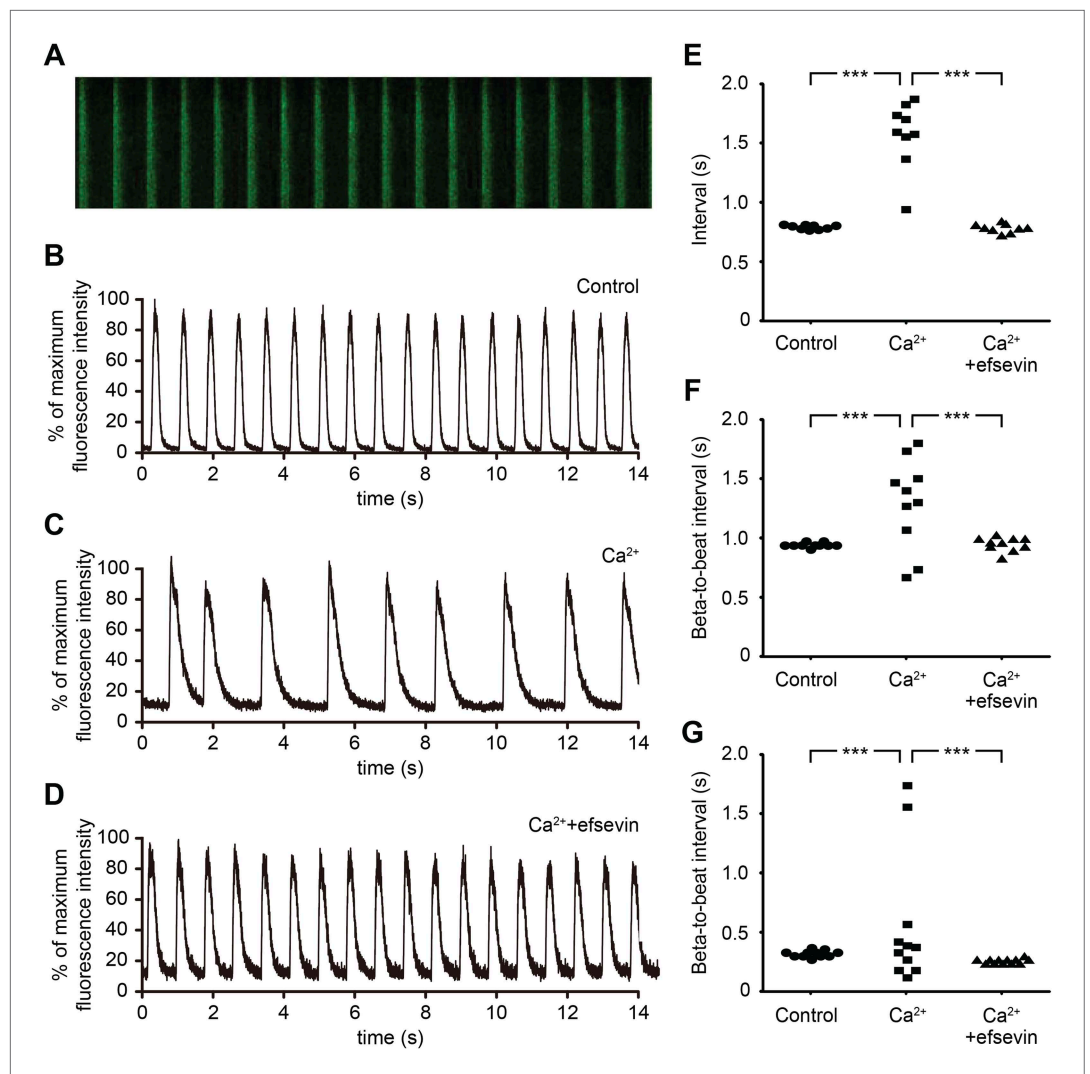 A
B
Control
% of maximum
fluorescence intensity
100
80
60
40
20
0
0 2 4 6 8 10 12 14
time (s)
C
Ca²⁺
% of maximum
fluorescence intensity
100
80
60
40
20
0
0 2 4 6 8 10 12 14
time (s)
D
Ca²⁺+efsevin
% of maximum
fluorescence intensity
100
80
60
40
20
0
0 2 4 6 8 10 12 14
time (s)
E
*** ***
Interval (s)
2.0
1.5
1.0
0.5
0
Control Ca²⁺ Ca²⁺
+efsevin
F
*** ***
Beta-to-beat interval (s)
2.0
1.5
1.0
0.5
0
Control Ca²⁺ Ca²⁺
+efsevin
G
*** ***
Beta-to-beat interval (s)
2.0
1.5
1.0
0.5
0
Control Ca²⁺ Ca²⁺
+efsevin